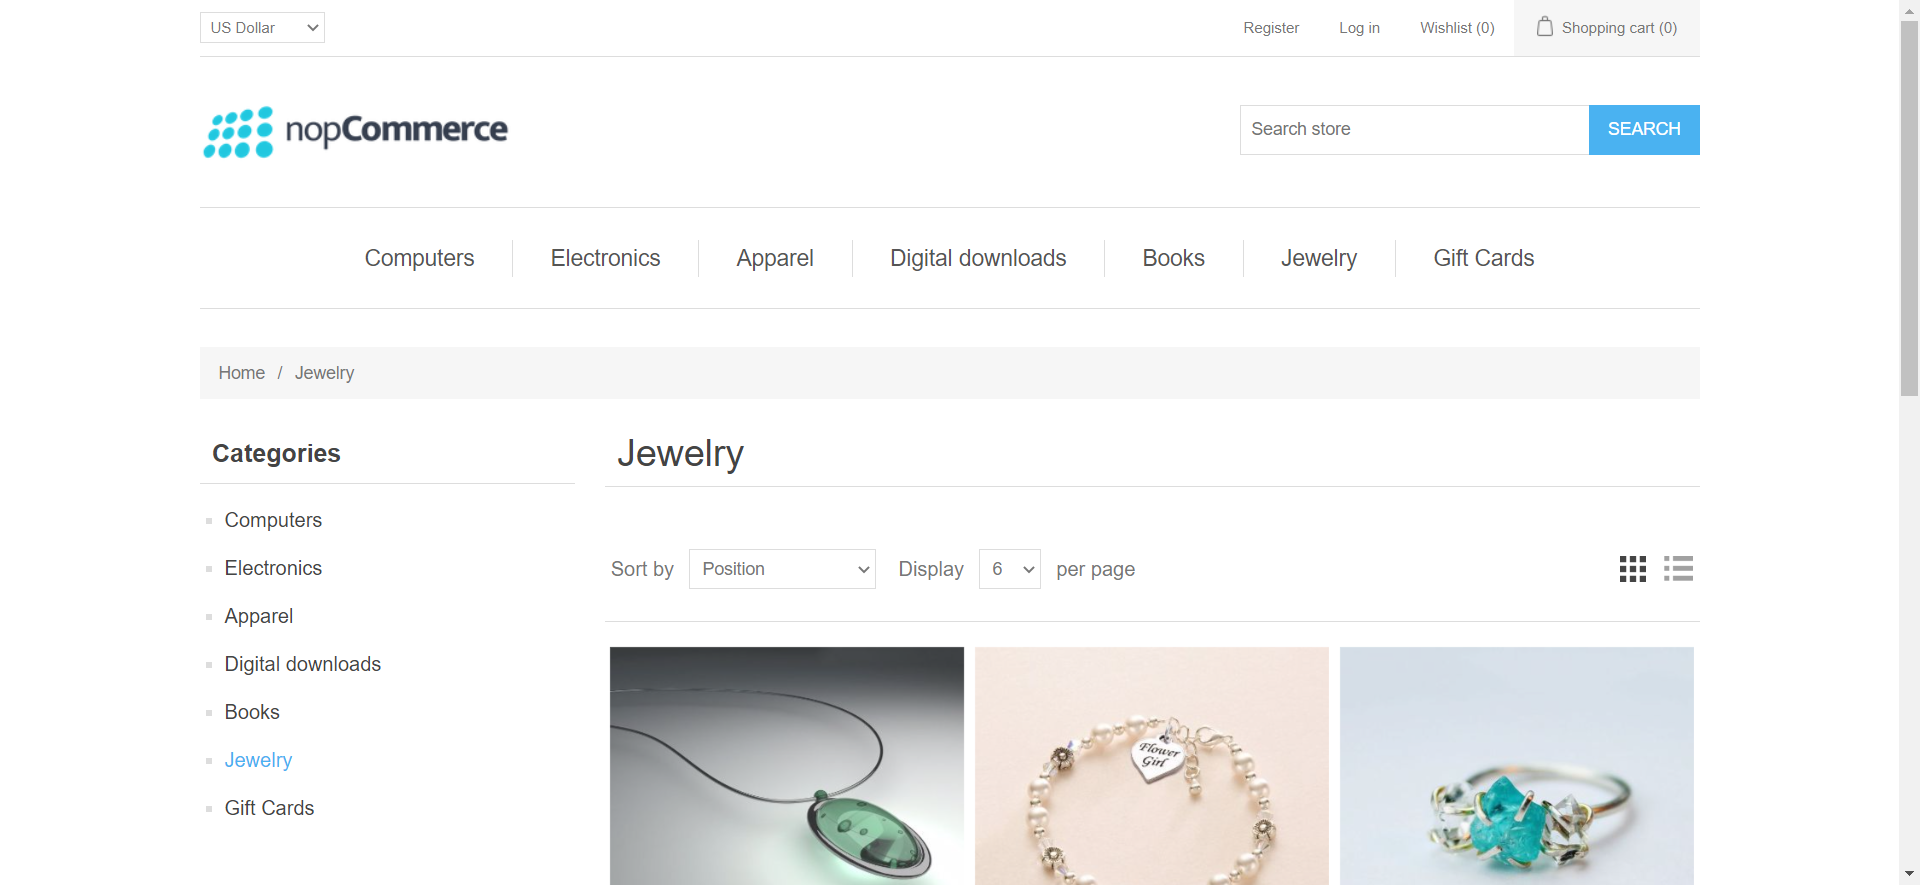 US Dollar
Register
Log in
Wishlist (0)
Shopping cart (0)
nopCommerce
Search store
SEARCH
Computers
Electronics
Apparel
Digital downloads
Books
Jewelry
Gift Cards
Home / Jewelry
Categories
Computers
Electronics
Apparel
Digital downloads
Books
Jewelry
Gift Cards
Jewelry
Sort by Position Display 6 per page
Flower
Girl